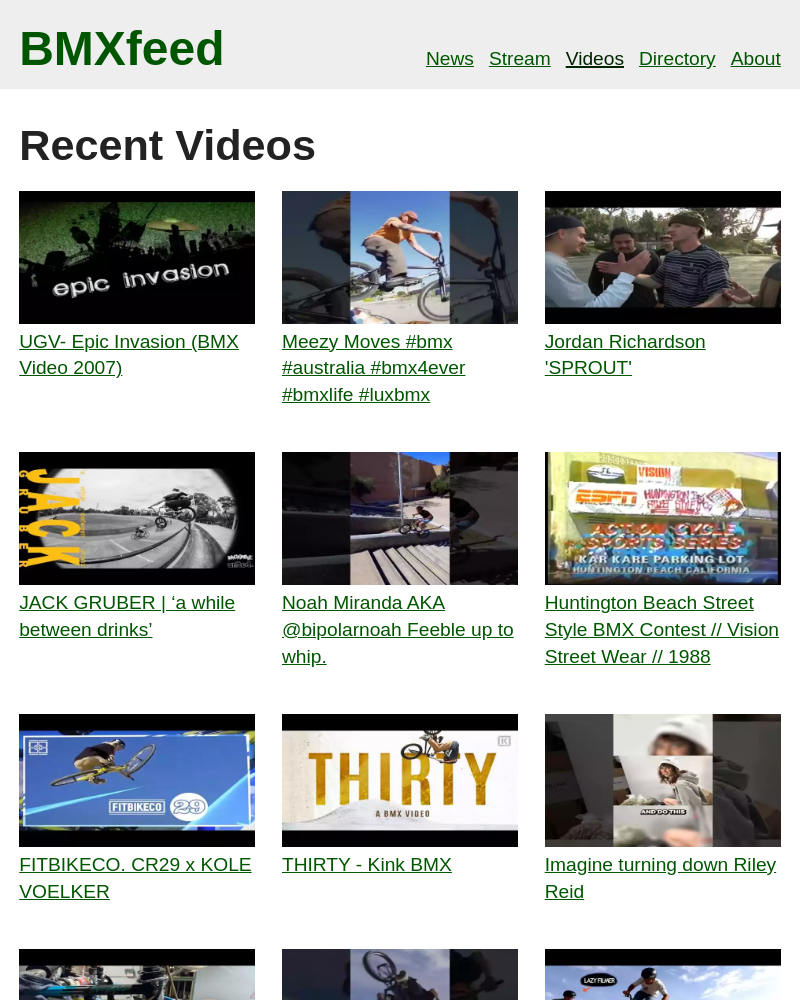 BMXfeed
News Stream Videos Directory About
Recent Videos
epic invasion
UGV- Epic Invasion (BMX
Video 2007)
Meezy Moves #bmx
#australia #bmx4ever
#bmxlife #luxbmx
Jordan Richardson
'SPROUT'
JACK
GRUBER
JACK GRUBER | ‘a while
between drinks’
Noah Miranda AKA
@bipolarnoah Feeble up to
whip.
VISION
ESPN
ACTION CYCLE
SPORTS SERIES
KAR KARE PARKING LOT
HUNTINGTON BEACH CALIFORNIA
Huntington Beach Street
Style BMX Contest // Vision
Street Wear // 1988
FITBIKECO 29
FITBIKECO. CR29 x KOLE
VOELKER
THIRTY
A BMX VIDEO
THIRTY - Kink BMX
AND DO THIS
Imagine turning down Riley
Reid
LAZY FILMER